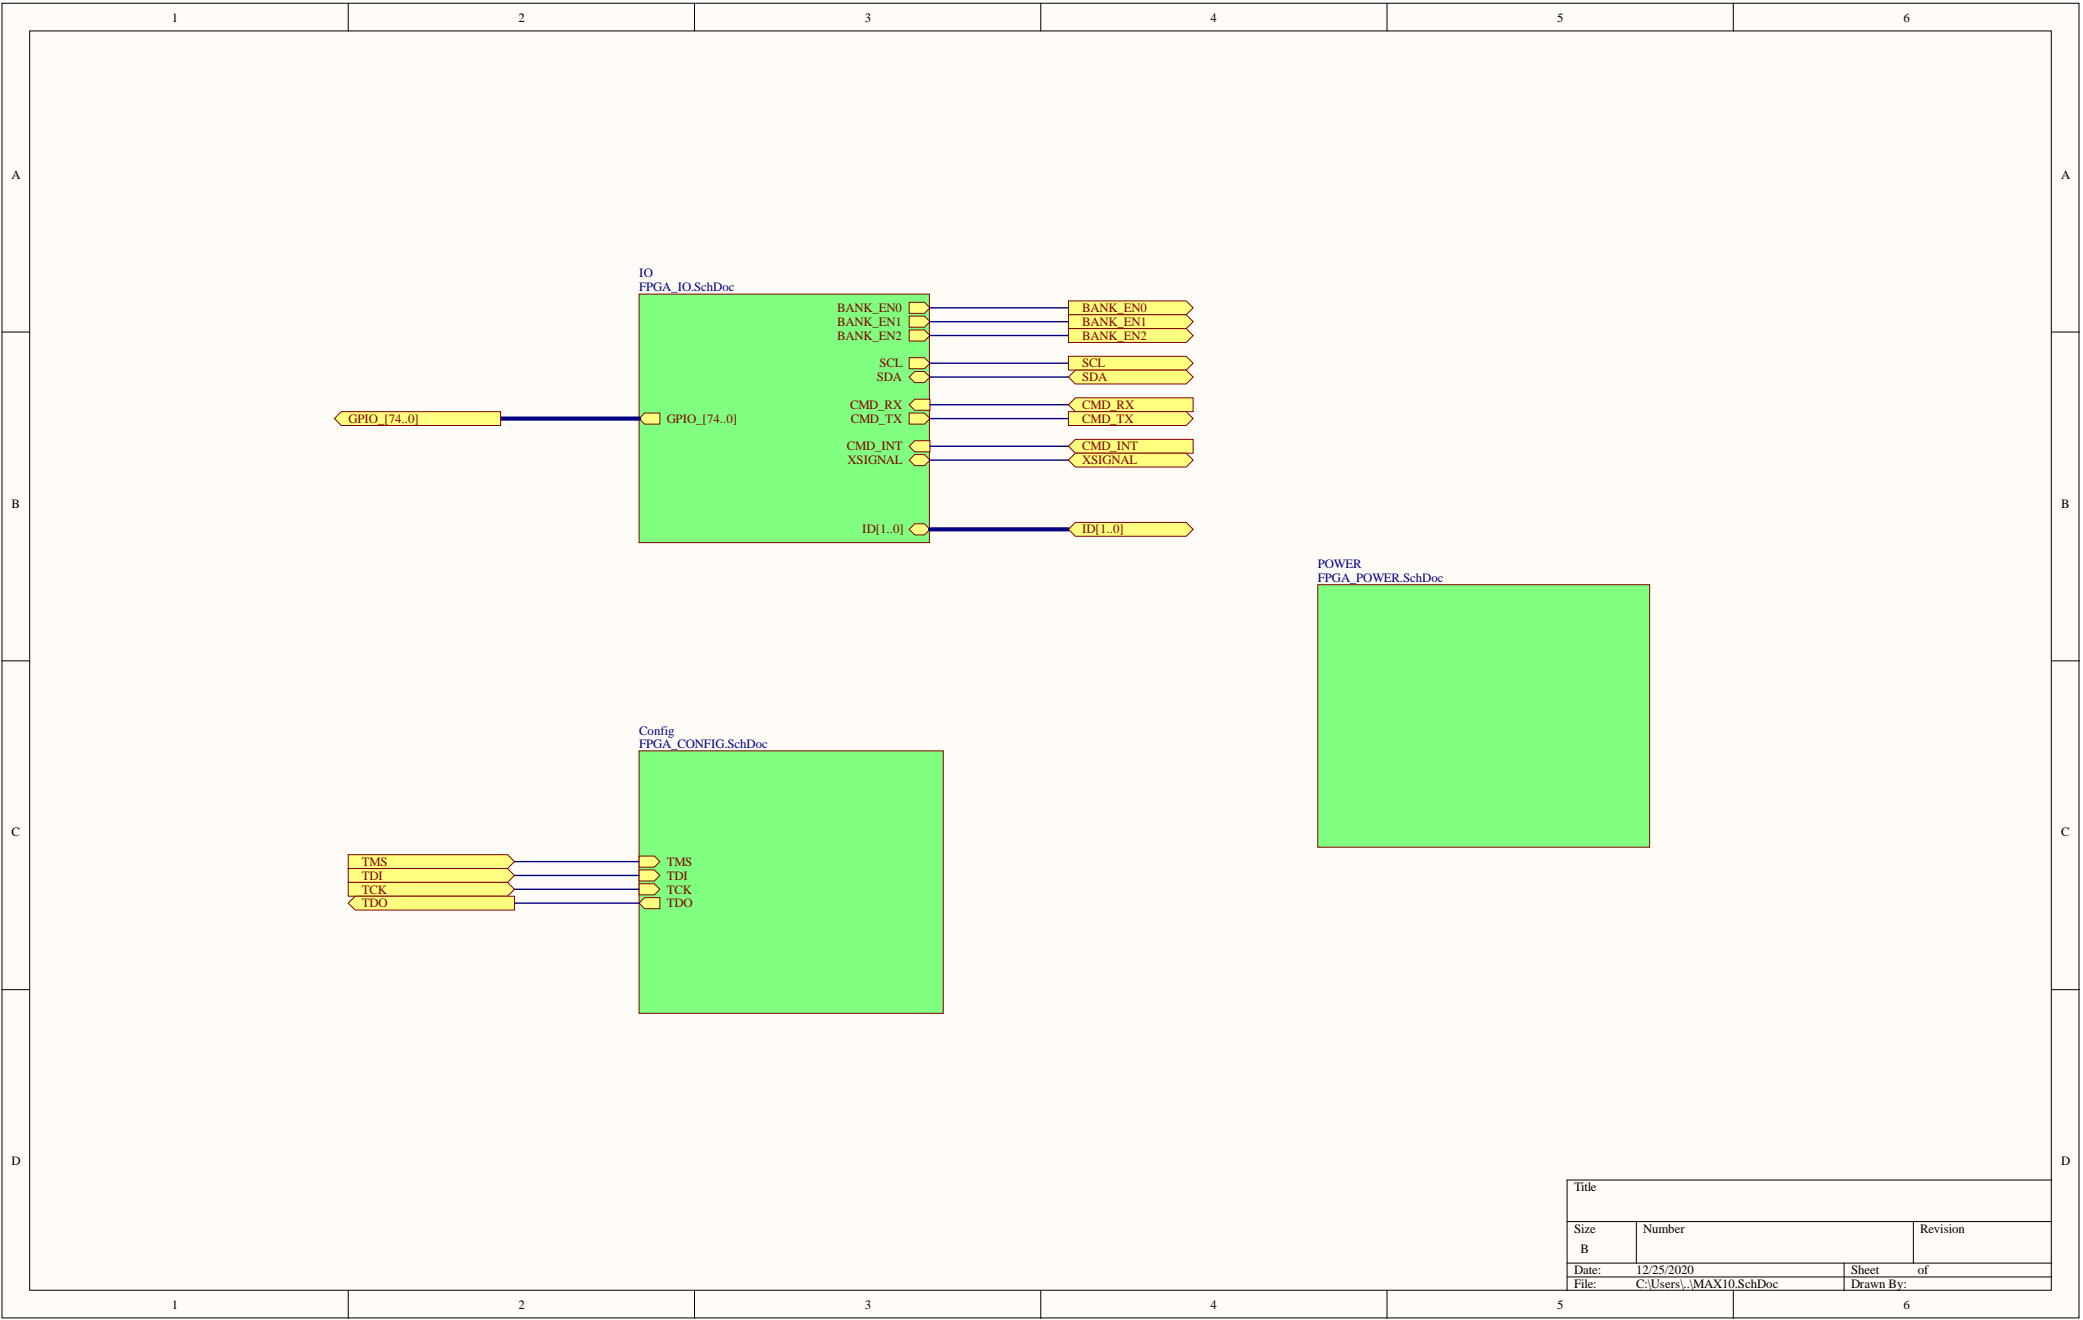 1 2 3 4 5 6
A A
IO
FPGA_IO.SchDoc
BANK_EN0 BANK_EN0
BANK_EN1 BANK_EN1
BANK_EN2 BANK_EN2
SCL SCL
SDA SDA
CMD_RX CMD_RX
GPIO_[74..0] GPIO_[74..0] CMD_TX CMD_TX
CMD_INT CMD_INT
XSIGNAL XSIGNAL
B B
ID[1..0] ID[1..0]
POWER
FPGA_POWER.SchDoc
Config
FPGA_CONFIG.SchDoc
C C
TMS TMS
TDI TDI
TCK TCK
TDO TDO
D D
Title
Size Number Revision
B
Date: 12/25/2020 Sheet of
File: C:\Users\..\MAX10.SchDoc Drawn By:
1 2 3 4 5 6